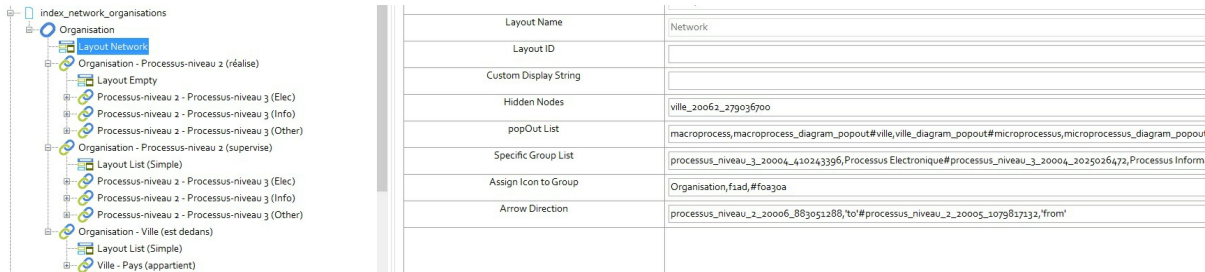 index_network_organisations
Organisation
Layout Network
Organisation - Processus-niveau 2 (réalise)
Layout Empty
Processus-niveau 2 - Processus-niveau 3 (Elec)
Processus-niveau 2 - Processus-niveau 3 (Info)
Processus-niveau 2 - Processus-niveau 3 (Other)
Organisation - Processus-niveau 2 (supervise)
Layout List (Simple)
Processus-niveau 2 - Processus-niveau 3 (Elec)
Processus-niveau 2 - Processus-niveau 3 (Info)
Processus-niveau 2 - Processus-niveau 3 (Other)
Organisation - Ville (est dedans)
Layout List (Simple)
Ville - Pays (appartient)
Layout Name
Network
Layout ID
Custom Display String
Hidden Nodes
ville_20062_279036700
popOut List
macroprocess,macroprocess_diagram_popout#ville,ville_diagram_popout#microprocessus,microprocessus_diagram_popout
Specific Group List
processus_niveau_3_20004_410243396,Processus Electronique#processus_niveau_3_20004_2025026472,Processus Informa
Assign Icon to Group
Organisation,f1ad,#f0a30a
Arrow Direction
processus_niveau_2_20006_883051288,'to'#processus_niveau_2_20005_1079817132,'from'